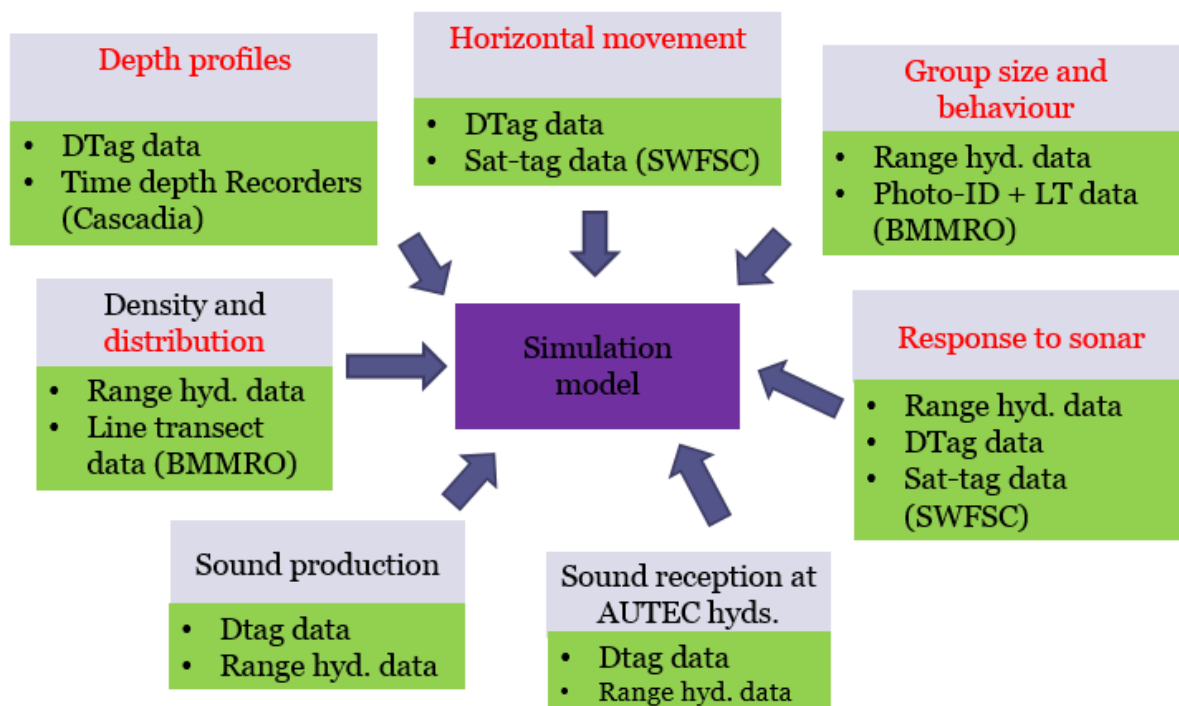 Depth profiles
• DTag data
• Time depth Recorders
(Cascadia)
Horizontal movement
• DTag data
• Sat-tag data (SWFSC)
Group size and
behaviour
• Range hyd. data
• Photo-ID + LT data
(BMMRO)
Density and
distribution
• Range hyd. data
• Line transect
data (BMMRO)
Simulation
model
Response to sonar
• Range hyd. data
• DTag data
• Sat-tag data
(SWFSC)
Sound production
• Dtag data
• Range hyd. data
Sound reception at
AUTEC hyds.
• Dtag data
• Range hyd. data